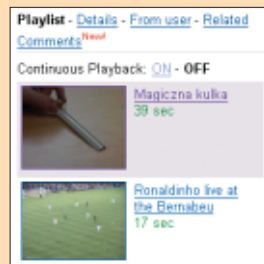 Playlist - Details - From user - Related
Comments New!
Continuous Playback: ON - OFF
Magiczna kulka
39 sec
Ronaldinho live at
the Bernabeu
17 sec